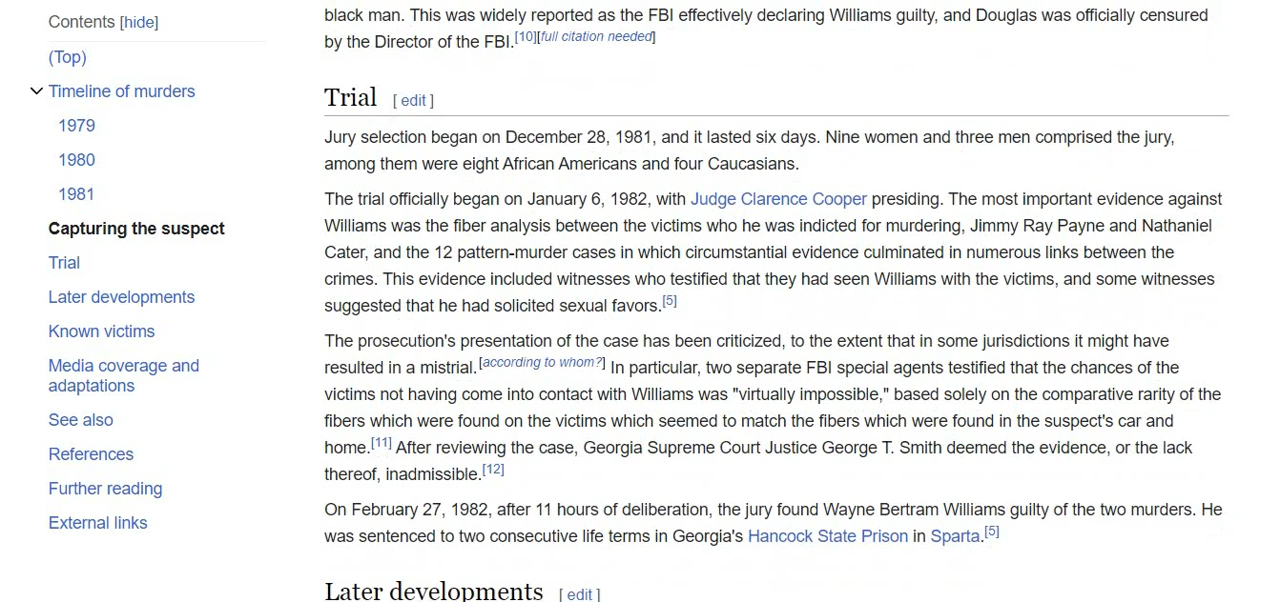 Contents [hide]
(Top)
Timeline of murders
1979
1980
1981
Capturing the suspect
Trial
Later developments
Known victims
Media coverage and
adaptations
See also
References
Further reading
External links
black man. This was widely reported as the FBI effectively declaring Williams guilty, and Douglas was officially censured
by the Director of the FBI.[10][full citation needed]
Trial [ edit ]
Jury selection began on December 28, 1981, and it lasted six days. Nine women and three men comprised the jury,
among them were eight African Americans and four Caucasians.
The trial officially began on January 6, 1982, with Judge Clarence Cooper presiding. The most important evidence against
Williams was the fiber analysis between the victims who he was indicted for murdering, Jimmy Ray Payne and Nathaniel
Cater, and the 12 pattern-murder cases in which circumstantial evidence culminated in numerous links between the
crimes. This evidence included witnesses who testified that they had seen Williams with the victims, and some witnesses
suggested that he had solicited sexual favors.[5]
The prosecution's presentation of the case has been criticized, to the extent that in some jurisdictions it might have
resulted in a mistrial.[according to whom?] In particular, two separate FBI special agents testified that the chances of the
victims not having come into contact with Williams was "virtually impossible," based solely on the comparative rarity of the
fibers which were found on the victims which seemed to match the fibers which were found in the suspect's car and
home.[11] After reviewing the case, Georgia Supreme Court Justice George T. Smith deemed the evidence, or the lack
thereof, inadmissible.[12]
On February 27, 1982, after 11 hours of deliberation, the jury found Wayne Bertram Williams guilty of the two murders. He
was sentenced to two consecutive life terms in Georgia's Hancock State Prison in Sparta.[5]
Later developments [ edit ]